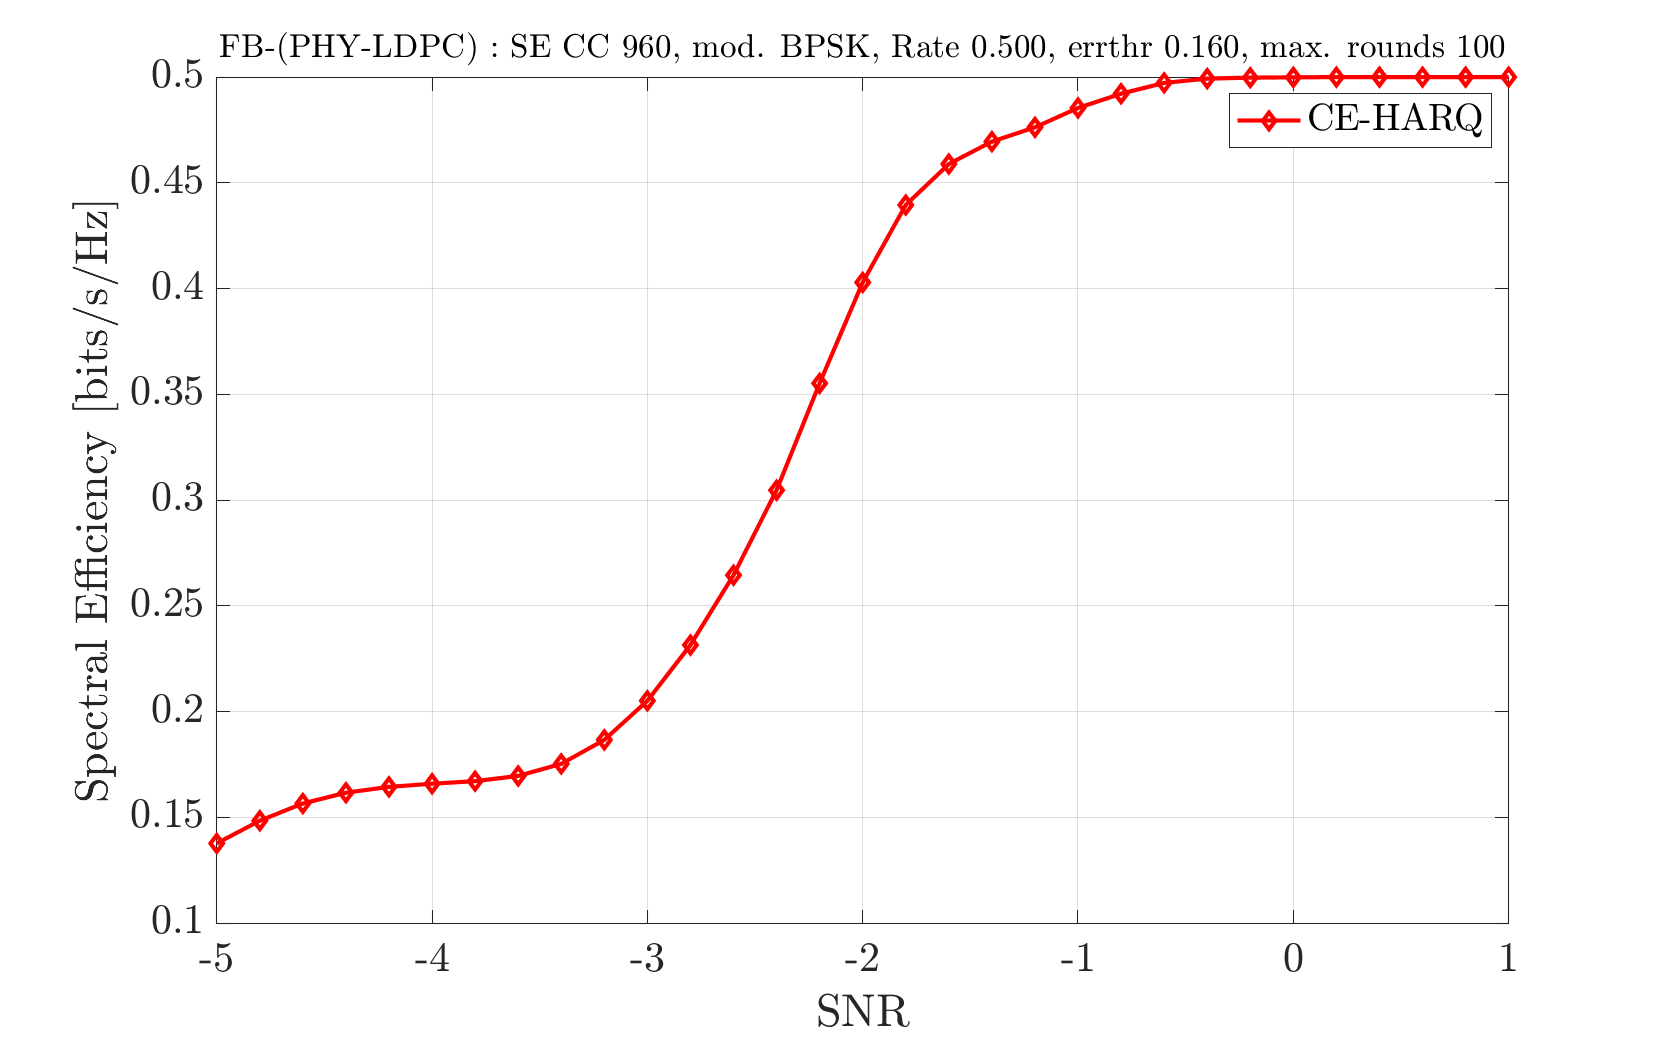 FB-(PHY-LDPC) : SE CC 960, mod. BPSK, Rate 0.500, errthr 0.160, max. rounds 100
CE-HARQ
Spectral Efficiency [bits/s/Hz]
0.5
0.45
0.4
0.35
0.3
0.25
0.2
0.15
0.1
-5 -4 -3 -2 -1 0 1
SNR